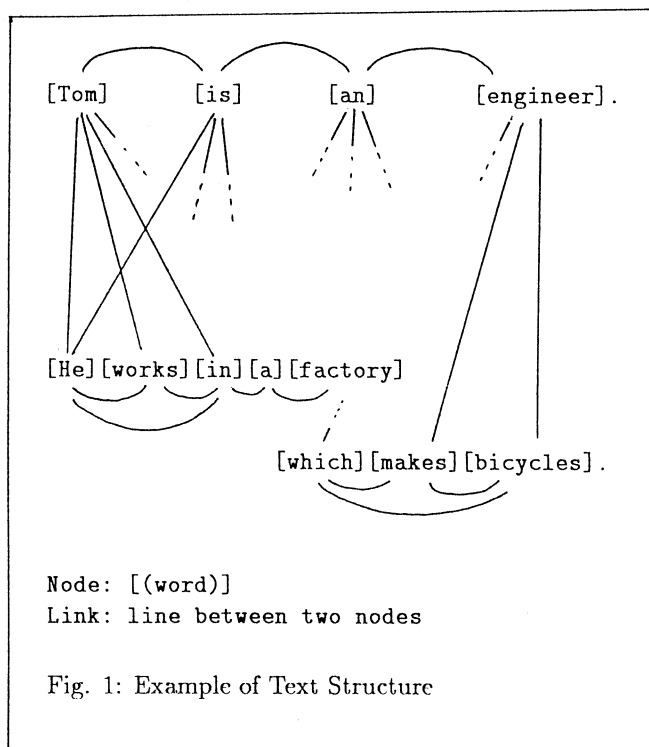 [Tom] [is] [an] [engineer].
[He][works][in][a][factory]
[which][makes][bicycles].
Node: [(word)]
Link: line between two nodes
Fig. 1: Example of Text Structure